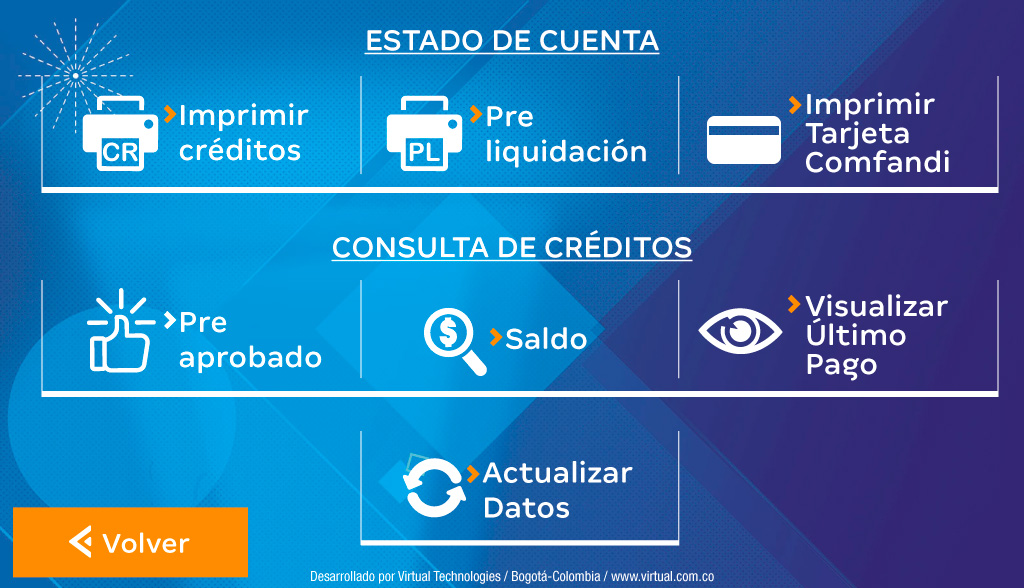 ESTADO DE CUENTA
Imprimir
créditos
CR
Pre
liquidación
PL
Imprimir
Tarjeta
Comfandi
CONSULTA DE CRÉDITOS
Pre
aprobado
$
Saldo
Visualizar
Último
Pago
Actualizar
Datos
Volver
Desarrollado por Virtual Technologies / Bogotá-Colombia / www.virtual.com.co